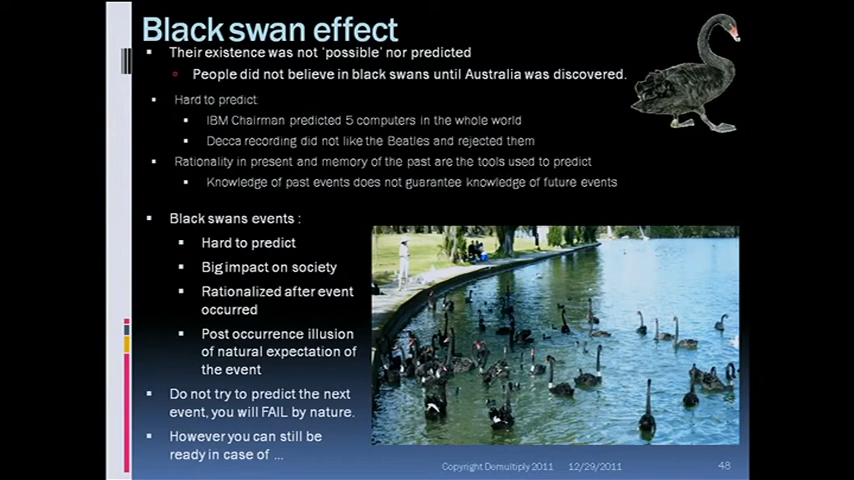 Black swan effect
Their existence was not 'possible' nor predicted
People did not believe in black swans until Australia was discovered.
Hard to predict
IBM Chairman predicted 5 computers in the whole world
Decca recording did not like the Beatles and rejected them
Rationality in present and memory of the past are the tools used to predict
Knowledge of past events does not guarantee knowledge of future events
Black swans events :
Hard to predict
Big impact on society
Rationalized after event
occurred
Post occurrence illusion
of natural expectation of
the event
Do not try to predict the next
event, you will FAIL by nature.
However you can still be
ready in case of ...
Copyright Demultiply 2011 12/29/2011 48